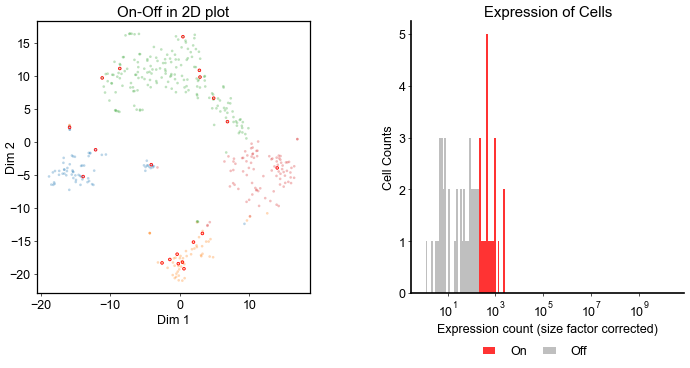 On-Off in 2D plot
15
10
5
0
−5
−10
−15
−20
Dim 2
−20
−10
0
10
Dim 1
Expression of Cells
5
4
3
2
1
0
Cell Counts
10^1
10^3
10^5
10^7
10^9
Expression count (size factor corrected)
On
Off